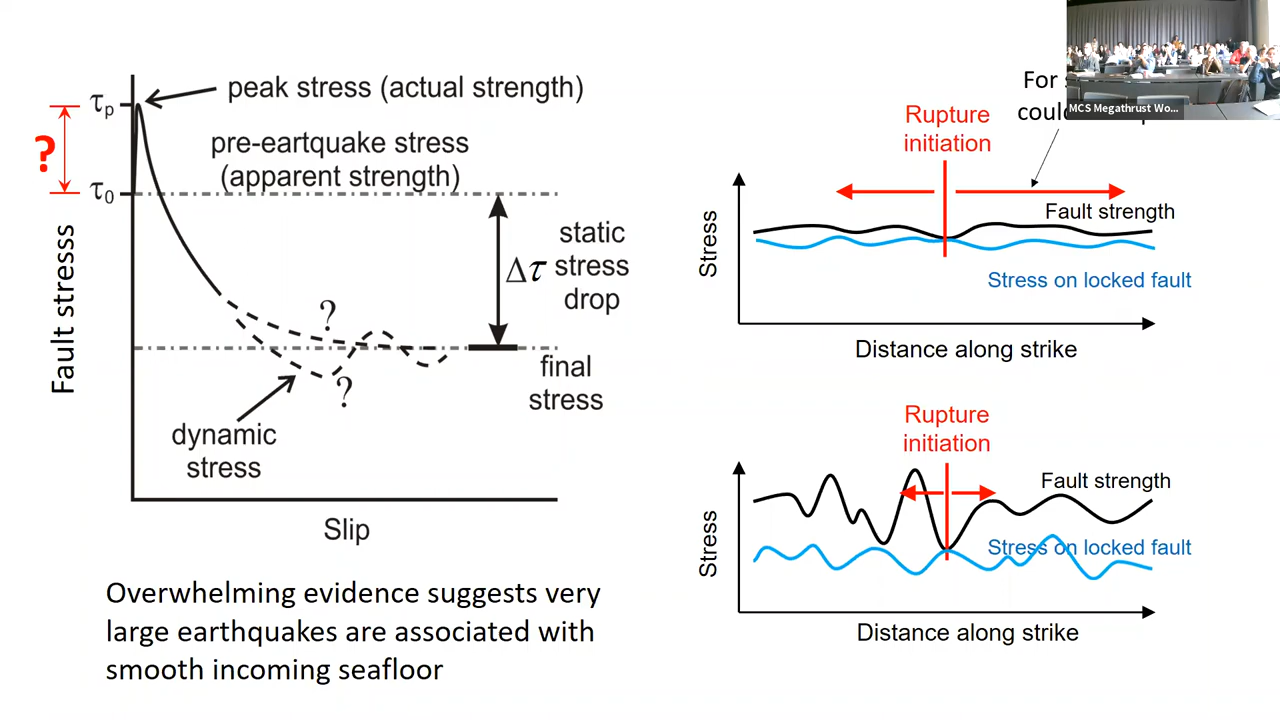 τp
peak stress (actual strength)
?
pre-eartquake stress
(apparent strength)
τ0
static
Δτ stress
drop
Fault stresss
?
final
stress
?
dynamic
stress
Slip
Overwhelming evidence suggests very
large earthquakes are associated with
smooth incoming seafloor
For
MCS Megathrust Wo...
Rupture
initiation
Fault strength
Stress
Stress on locked fault
Distance along strike
Rupture
initiation
Fault strength
Stress
Stress on locked fault
Distance along strike